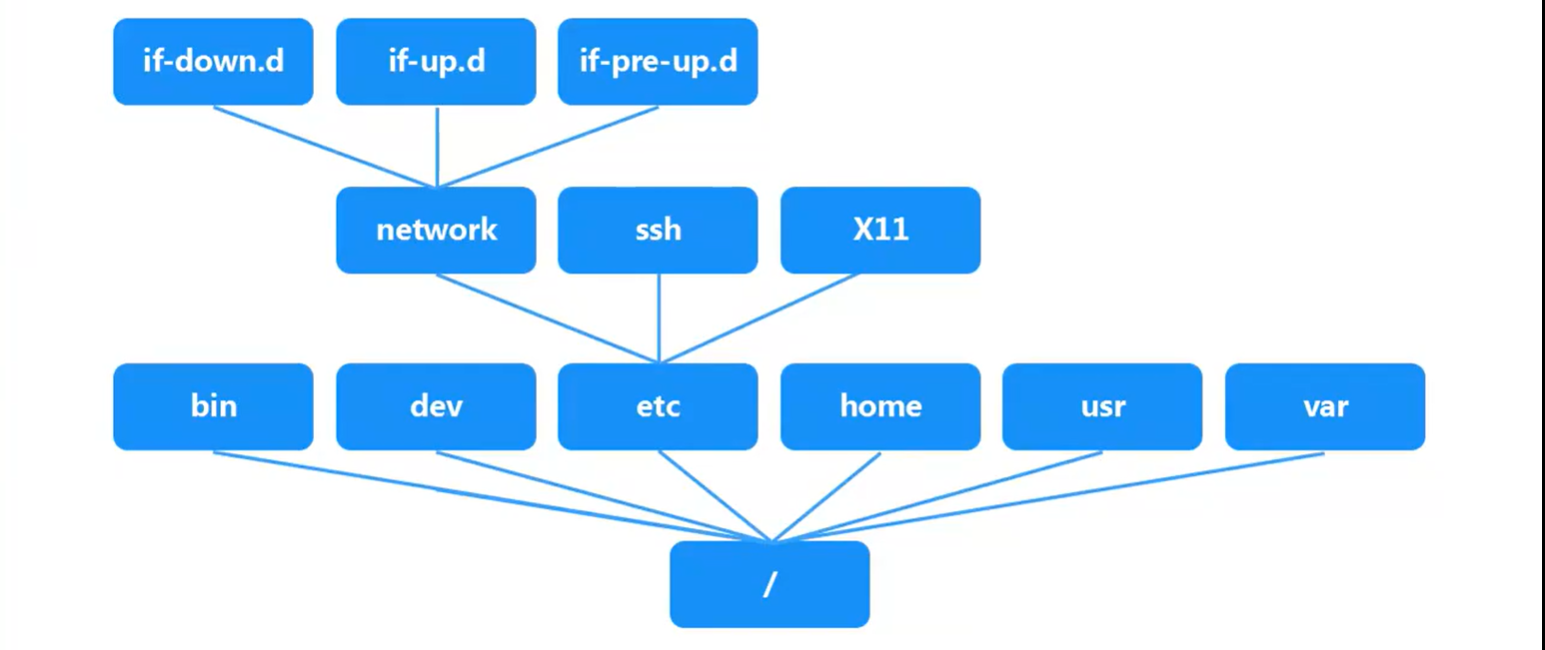 if-down.d
if-up.d
if-pre-up.d
network
ssh
X11
bin
dev
etc
home
usr
var
/